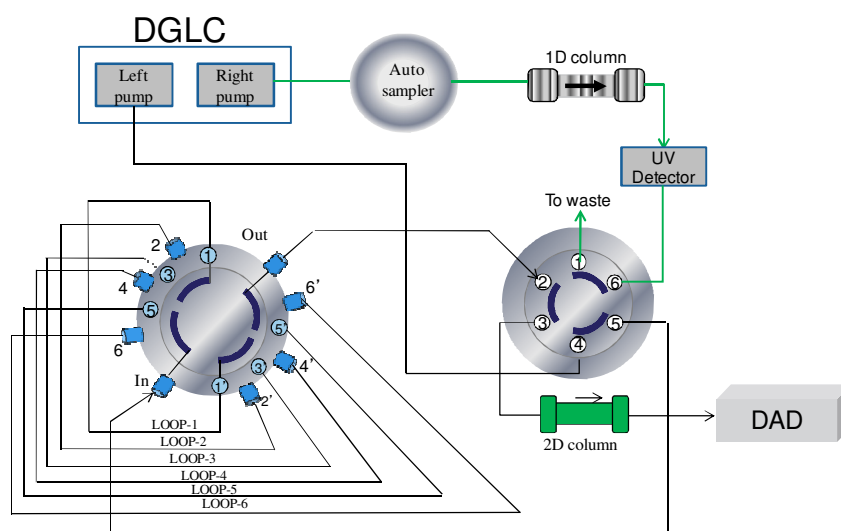 DGLC
Left
pump
Right
pump
Auto
sampler
1D column
UV
Detector
To waste
Out
In
1
2
3
4
5
6
1'
2'
3'
4'
5'
6'
1
2
3
4
5
6
LOOP-1
LOOP-2
LOOP-3
LOOP-4
LOOP-5
LOOP-6
2D column
DAD